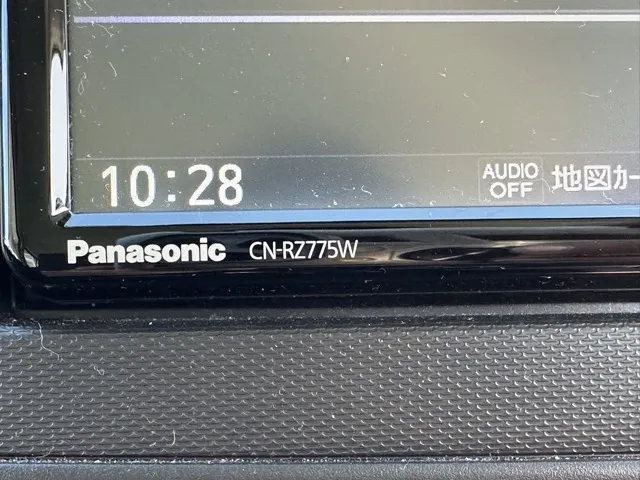 10:28
AUDIO
OFF
地図カー
Panasonic CN-RZ775W